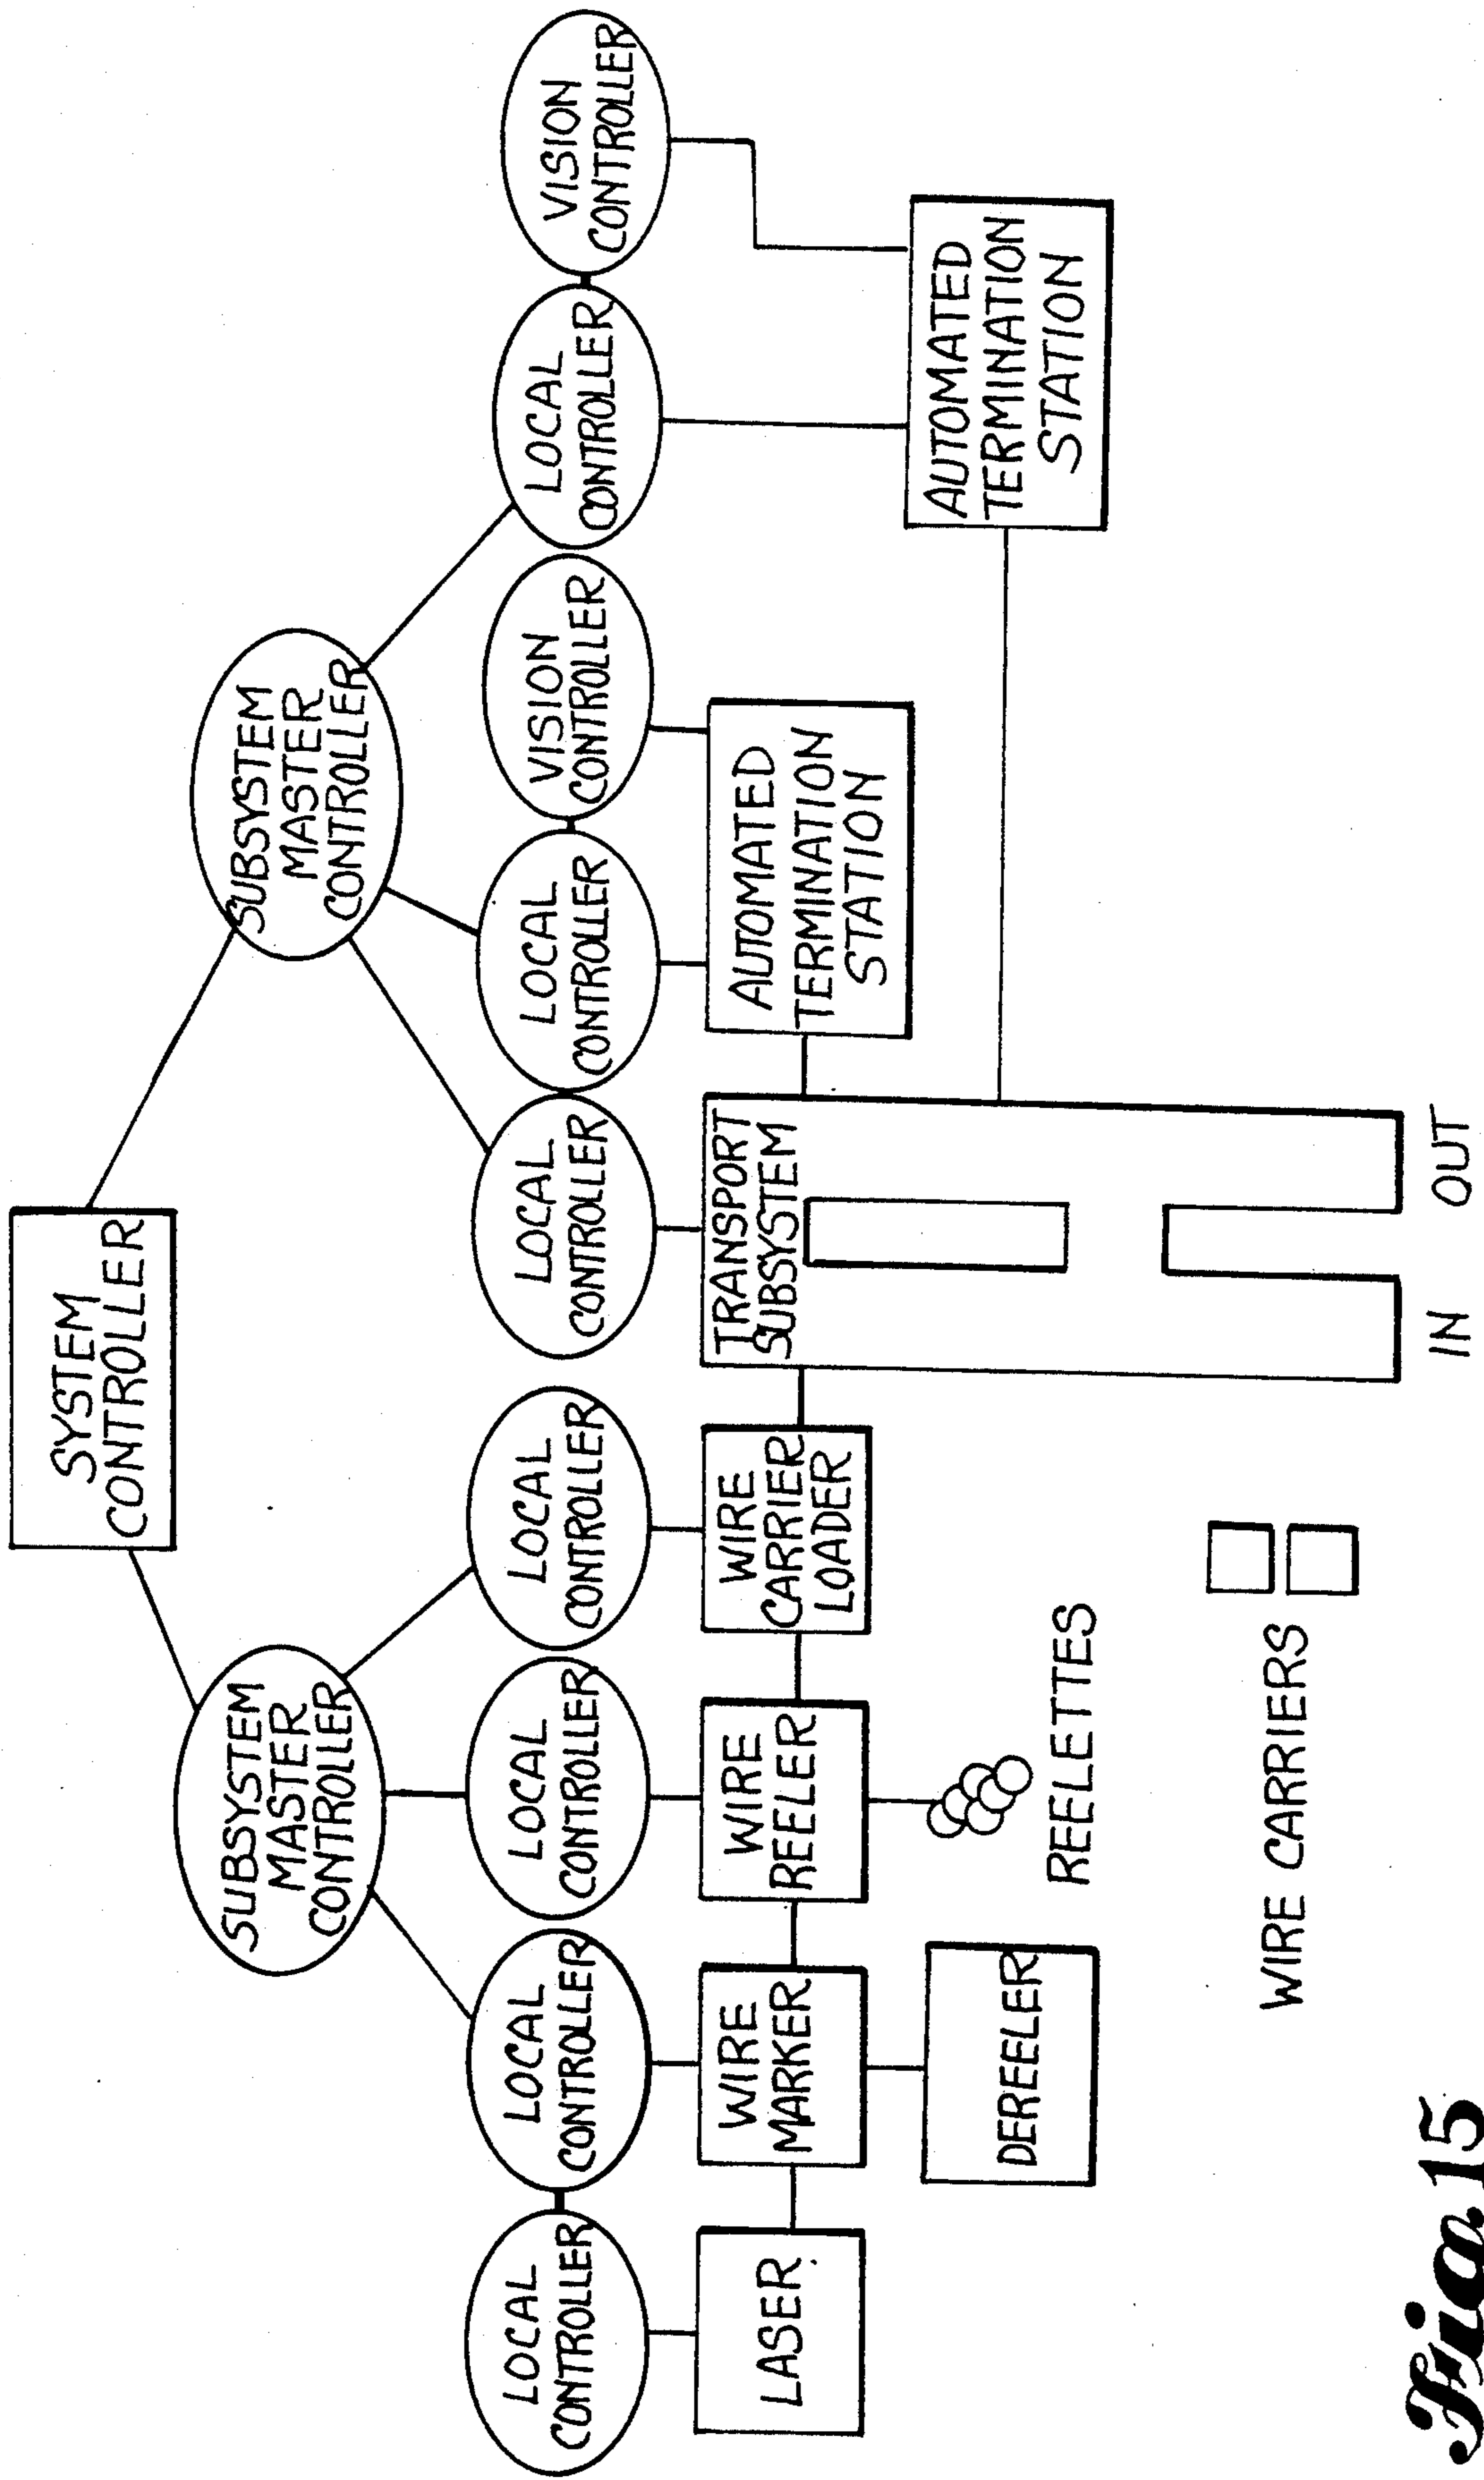 SYSTEM
CONTROLLER
SUBSYSTEM
MASTER
CONTROLLER
SUBSYSTEM
MASTER
CONTROLLER
LOCAL
CONTROLLER
LOCAL
CONTROLLER
LOCAL
CONTROLLER
LOCAL
CONTROLLER
LOCAL
CONTROLLER
LOCAL
CONTROLLER
VISION
CONTROLLER
LOCAL
CONTROLLER
VISION
CONTROLLER
LASER
WIRE
MARKER
WIRE
REELER
WIRE
CARRIER
LOADER
TRANSPORT
SUBSYSTEM
AUTOMATED
TERMINATION
STATION
AUTOMATED
TERMINATION
STATION
DEREELER
REELETTES
WIRE CARRIERS
IN
OUT
Fig. 15